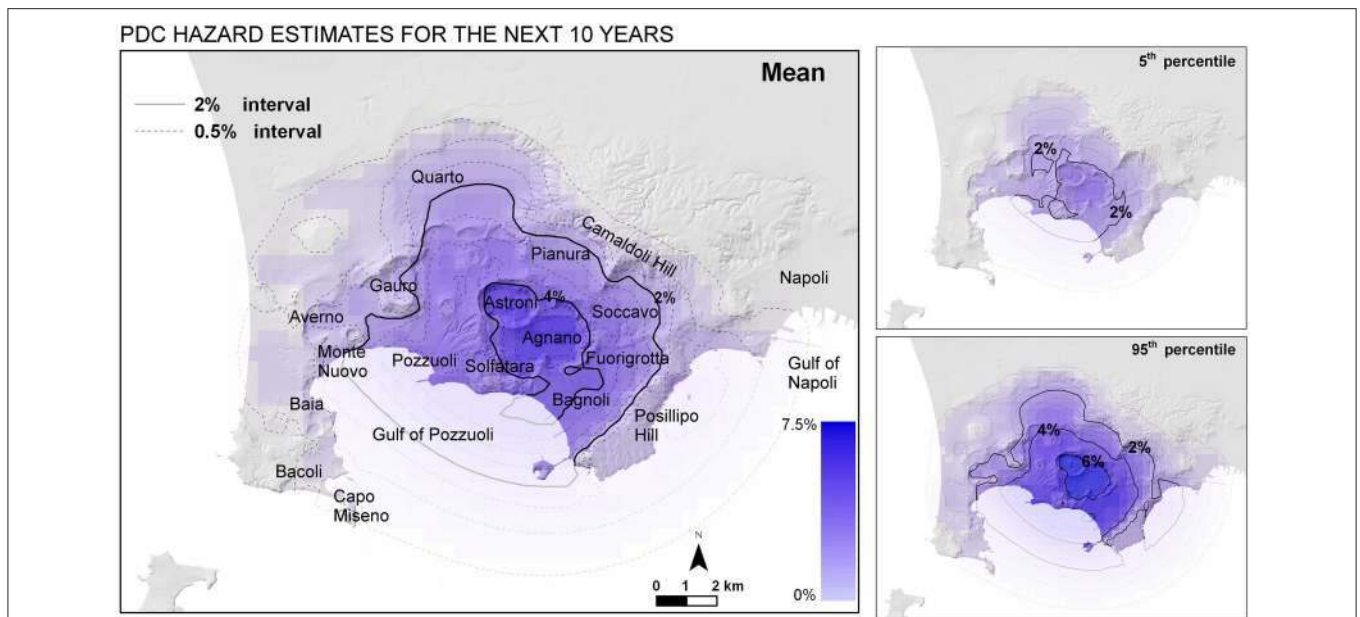 PDC HAZARD ESTIMATES FOR THE NEXT 10 YEARS
Mean
2% interval
0.5% interval
Quarto
Camaldoli Hill
Pianura
Napoli
Gauro
Astroni
4%
2%
Soccavo
Averno
Agnano
Monte
Nuovo
Pozzuoli
Solfatara
Fuorigrotta
Gulf of
Napoli
Baia
Bagnoli
Posillipo
Hill
7.5%
Gulf of Pozzuoli
Bacoli
Capo
Miseno
N
0 1 2 km
0%
5th percentile
2%
2%
95th percentile
4%
2%
6%